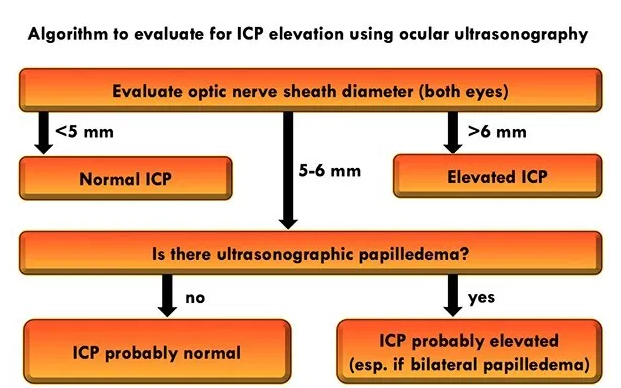 Algorithm to evaluate for ICP elevation using ocular ultrasonography
Evaluate optic nerve sheath diameter (both eyes)
<5 mm
>6 mm
5-6 mm
Normal ICP
Elevated ICP
Is there ultrasonographic papilledema?
no
yes
ICP probably normal
ICP probably elevated
(esp. if bilateral papilledema)